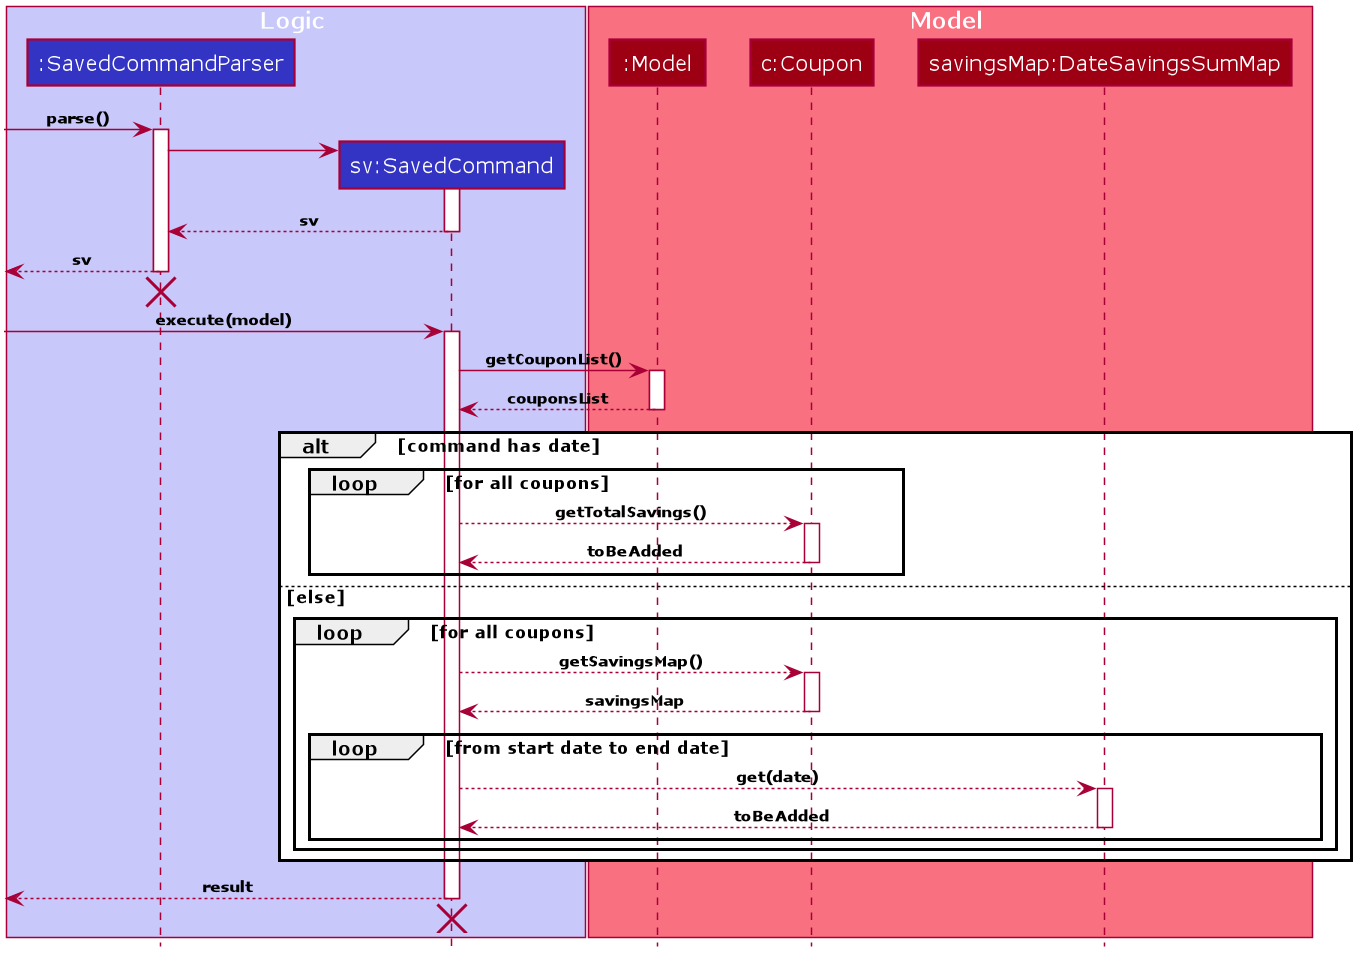 Logic
Model
:SavedCommandParser
:Model
c:Coupon
savingsMap:DateSavingsSumMap
parse()
sv:SavedCommand
sv
sv
execute(model)
getCouponList()
couponsList
alt
[command has date]
loop
[for all coupons]
getTotalSavings()
toBeAdded
[else]
loop
[for all coupons]
getSavingsMap()
savingsMap
loop
[from start date to end date]
get(date)
toBeAdded
result